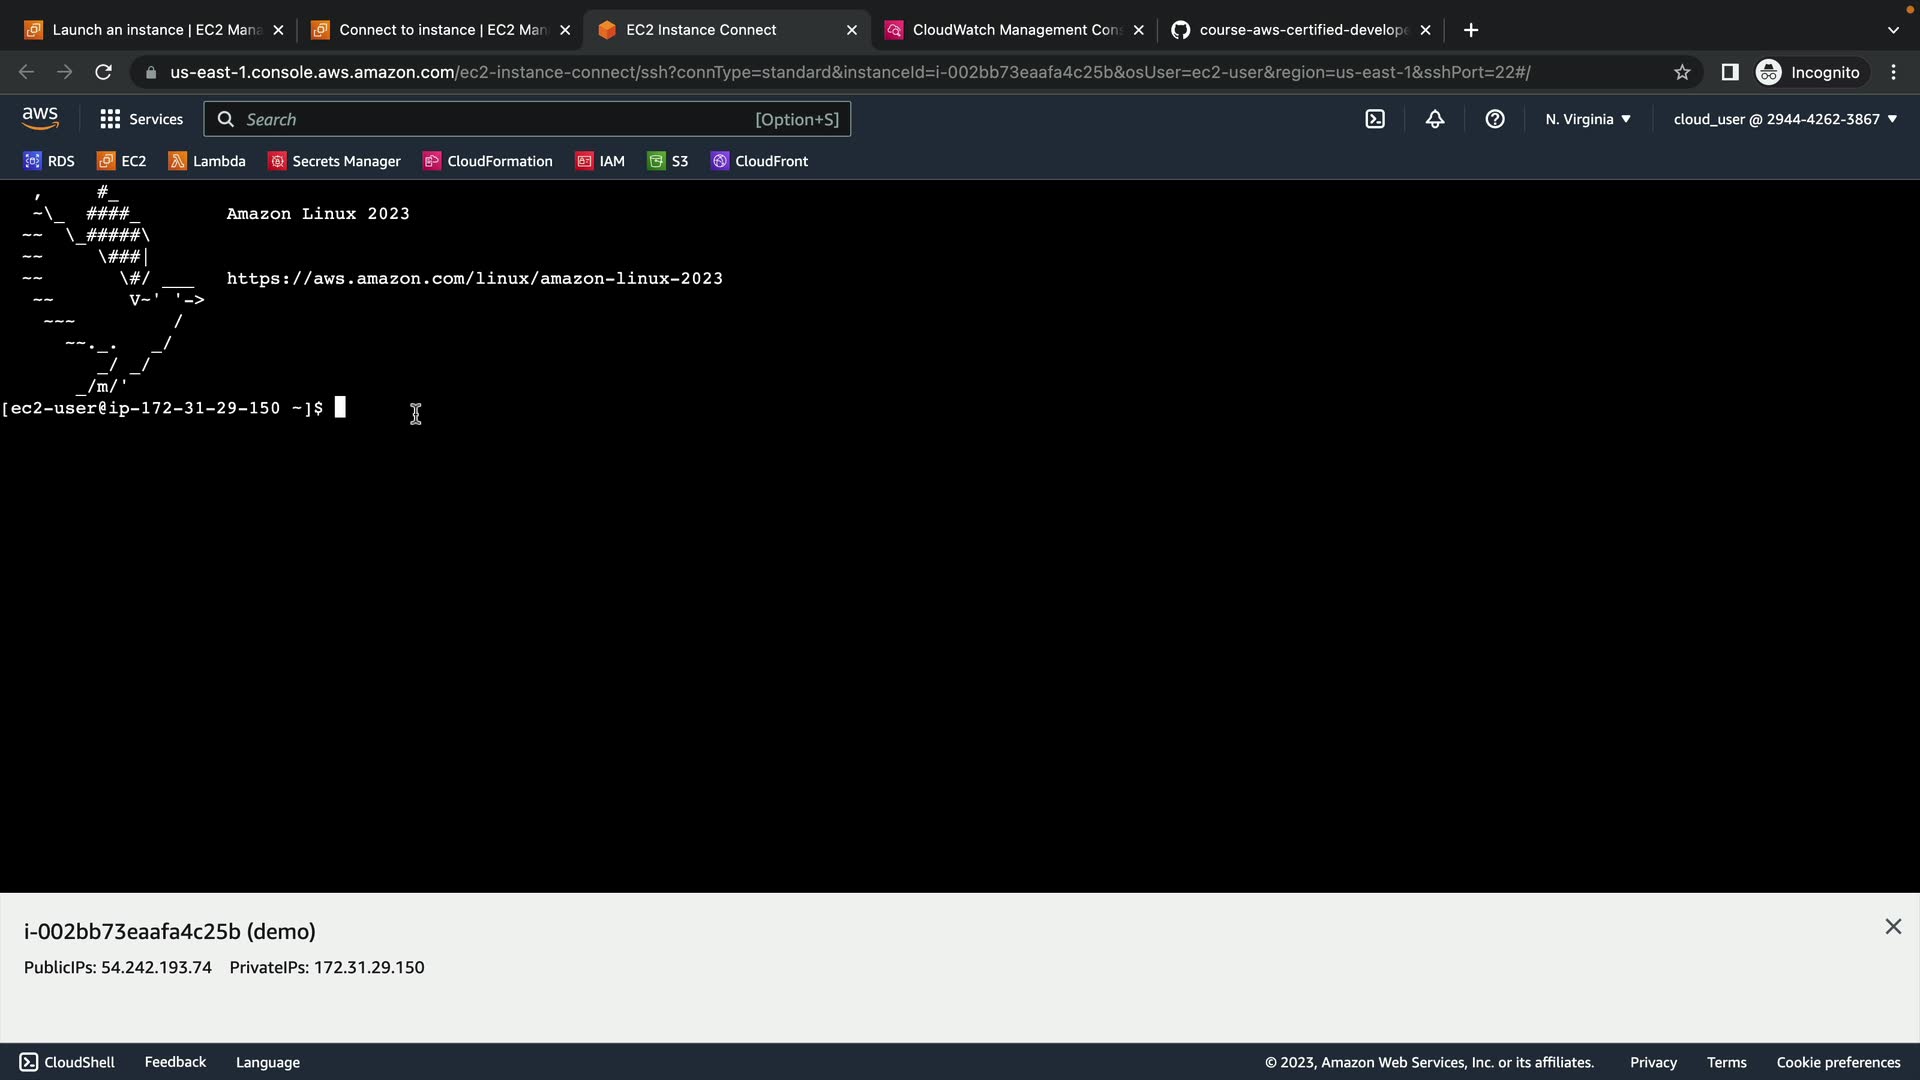 Launch an instance | EC2 Mana
Connect to instance | EC2 Man
EC2 Instance Connect
CloudWatch Management Cons
course-aws-certified-develope
us-east-1.console.aws.amazon.com/ec2-instance-connect/ssh?connType=standard&instanceId=i-002bb73eaafa4c25b&osUser=ec2-user&region=us-east-1&sshPort=22#/
Incognito
aws
Services
Search
[Option+S]
N. Virginia
cloud_user @ 2944-4262-3867
RDS
EC2
Lambda
Secrets Manager
CloudFormation
IAM
S3
CloudFront
   ,     #_
   ~\_  ####_        Amazon Linux 2023
  ~~  \_#####\
  ~~     \###|
  ~~       \#/ ___   https://aws.amazon.com/linux/amazon-linux-2023
   ~~       V~' '->
    ~~~         /
      ~~._.   _/
         _/ _/
       _/m/'
[ec2-user@ip-172-31-29-150 ~]$
i-002bb73eaafa4c25b (demo)
PublicIPs: 54.242.193.74 PrivateIPs: 172.31.29.150
CloudShell
Feedback
Language
© 2023, Amazon Web Services, Inc. or its affiliates.
Privacy
Terms
Cookie preferences